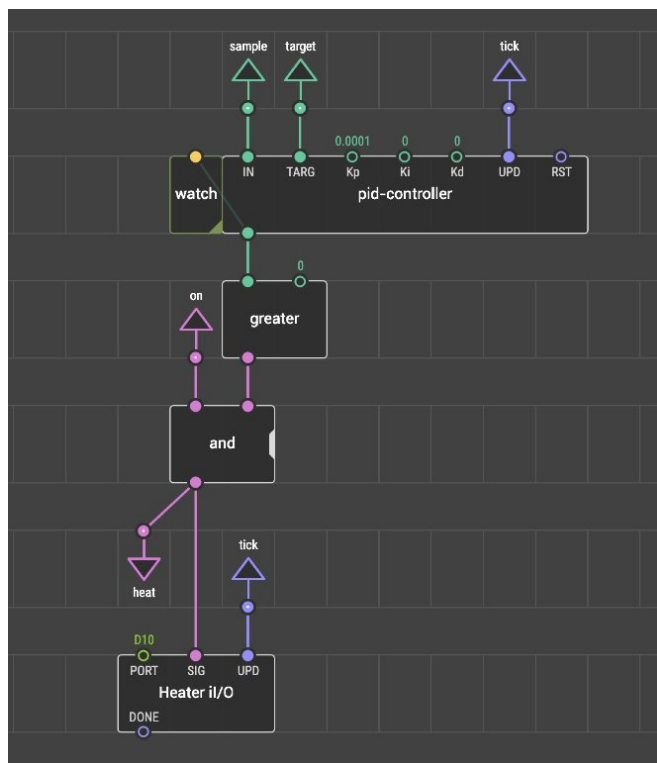 sample target tick
0.0001 0 0
IN TARG Kp Ki Kd UPD RST
watch pid-controller
0
on
greater
and
tick
heat
D10
PORT SIG UPD
Heater iI/O
DONE